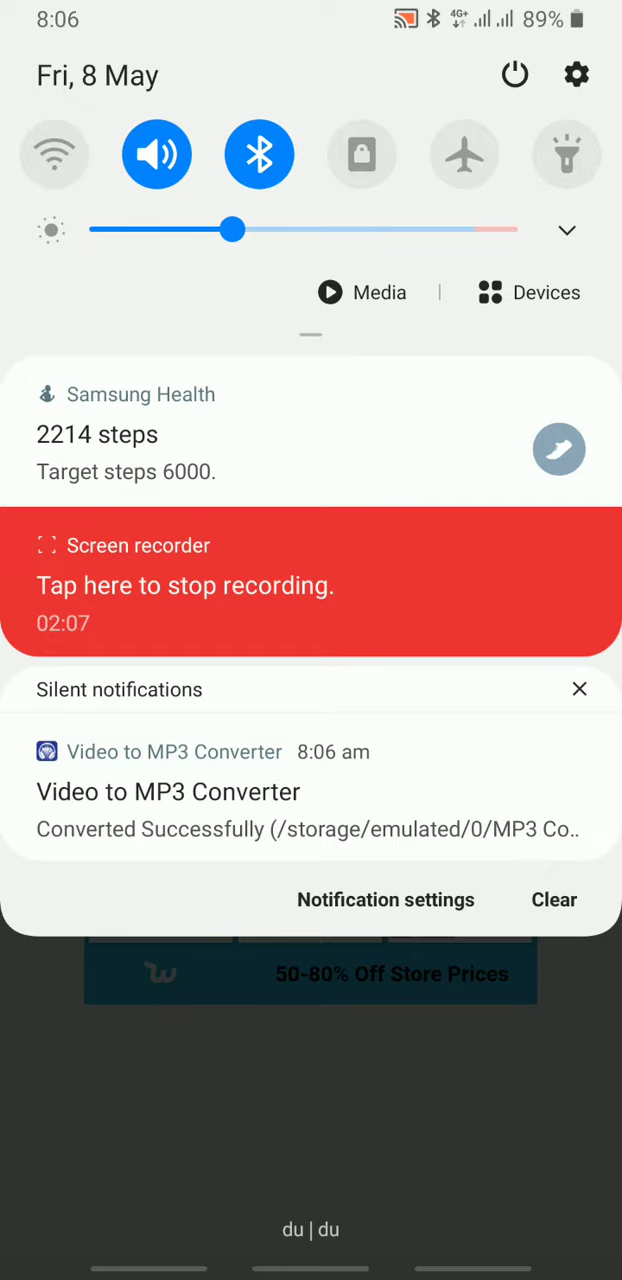 8:06 4G+ 89%
Fri, 8 May
Media | Devices
Samsung Health
2214 steps
Target steps 6000.
Screen recorder
Tap here to stop recording.
02:07
Silent notifications
Video to MP3 Converter 8:06 am
Video to MP3 Converter
Converted Successfully (/storage/emulated/0/MP3 Co..
Notification settings Clear
50-80% Off Store Prices
du | du